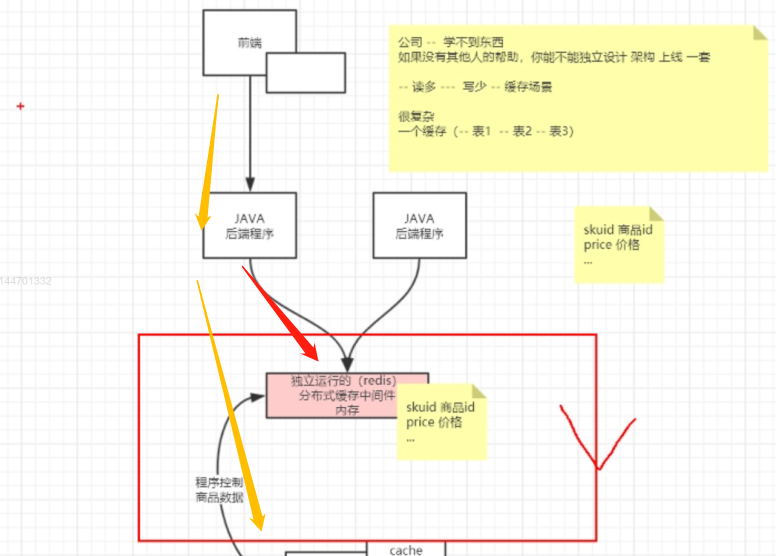 前端
公司 -- 学不到东西
如果没有其他人的帮助，你能不能独立设计 架构 上线 一套
-- 读多 --- 写少 -- 缓存场景
很复杂
一个缓存（-- 表1 -- 表2 -- 表3）
JAVA
后端程序
JAVA
后端程序
skuid 商品id
price 价格
...
144701332
独立运行的（redis）
分布式缓存中间件
内存
skuid 商品id
price 价格
...
程序控制
商品数据
cache